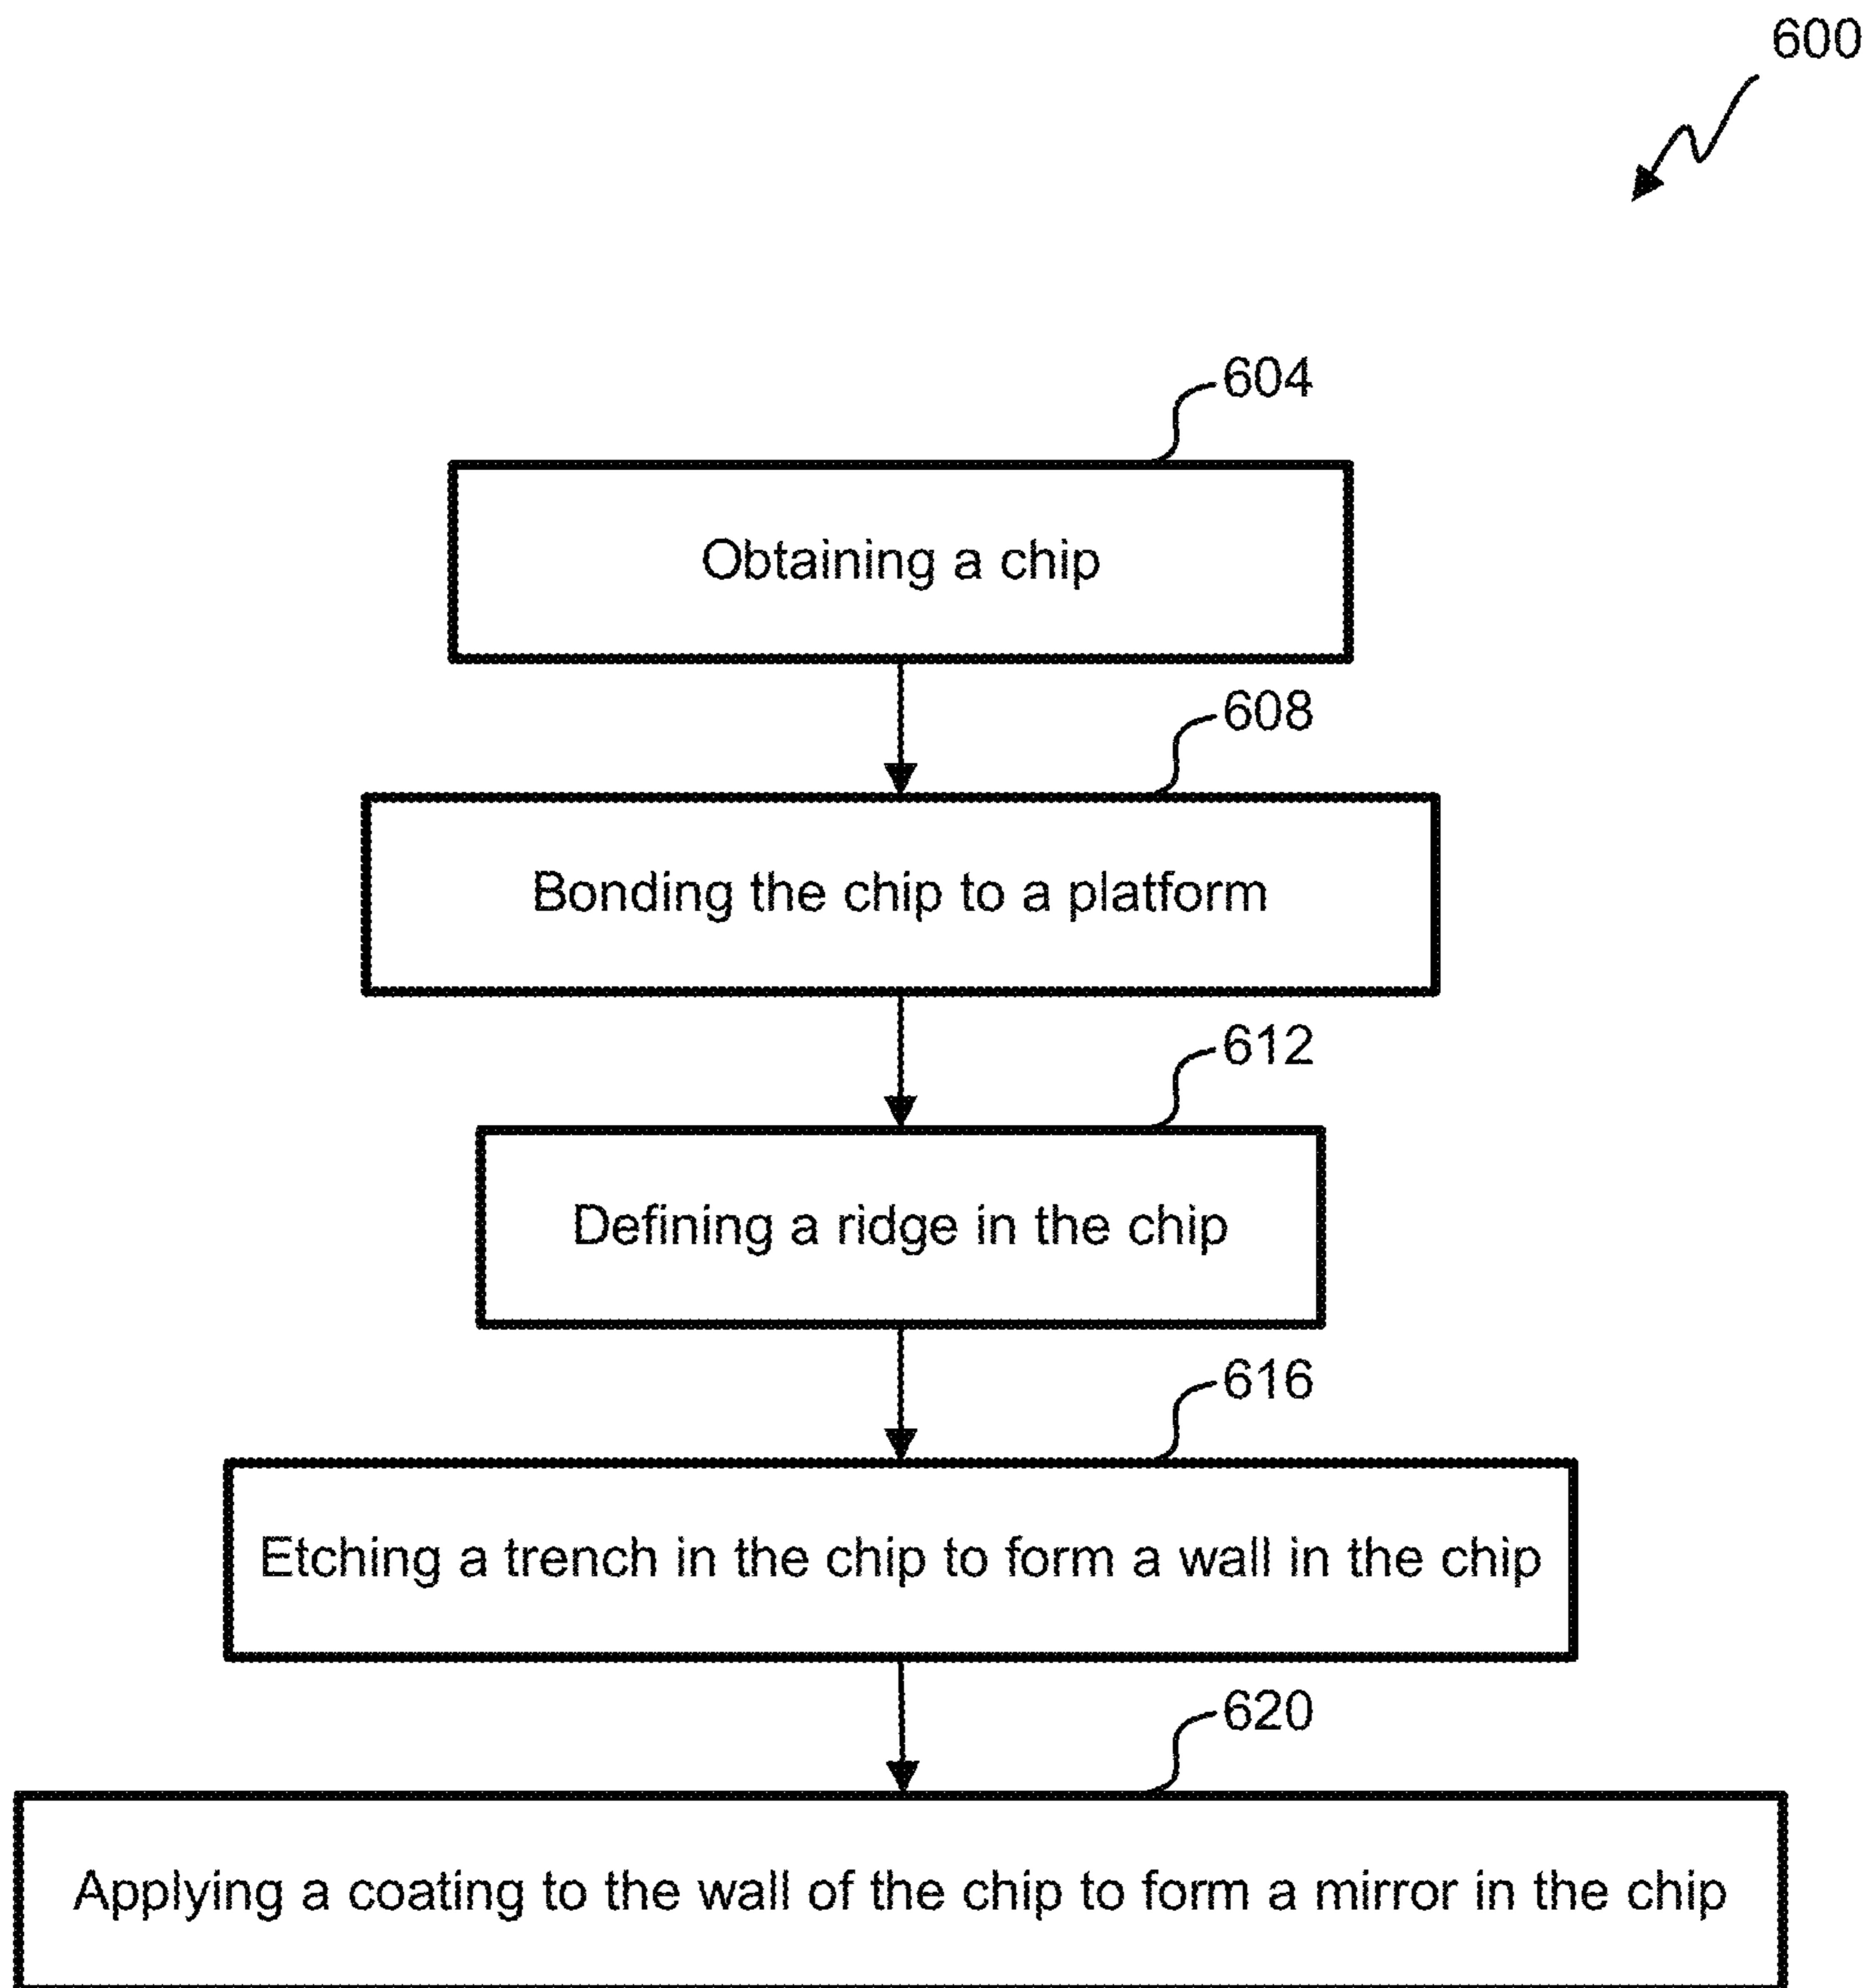 600
604
Obtaining a chip
608
Bonding the chip to a platform
612
Defining a ridge in the chip
616
Etching a trench in the chip to form a wall in the chip
620
Applying a coating to the wall of the chip to form a mirror in the chip